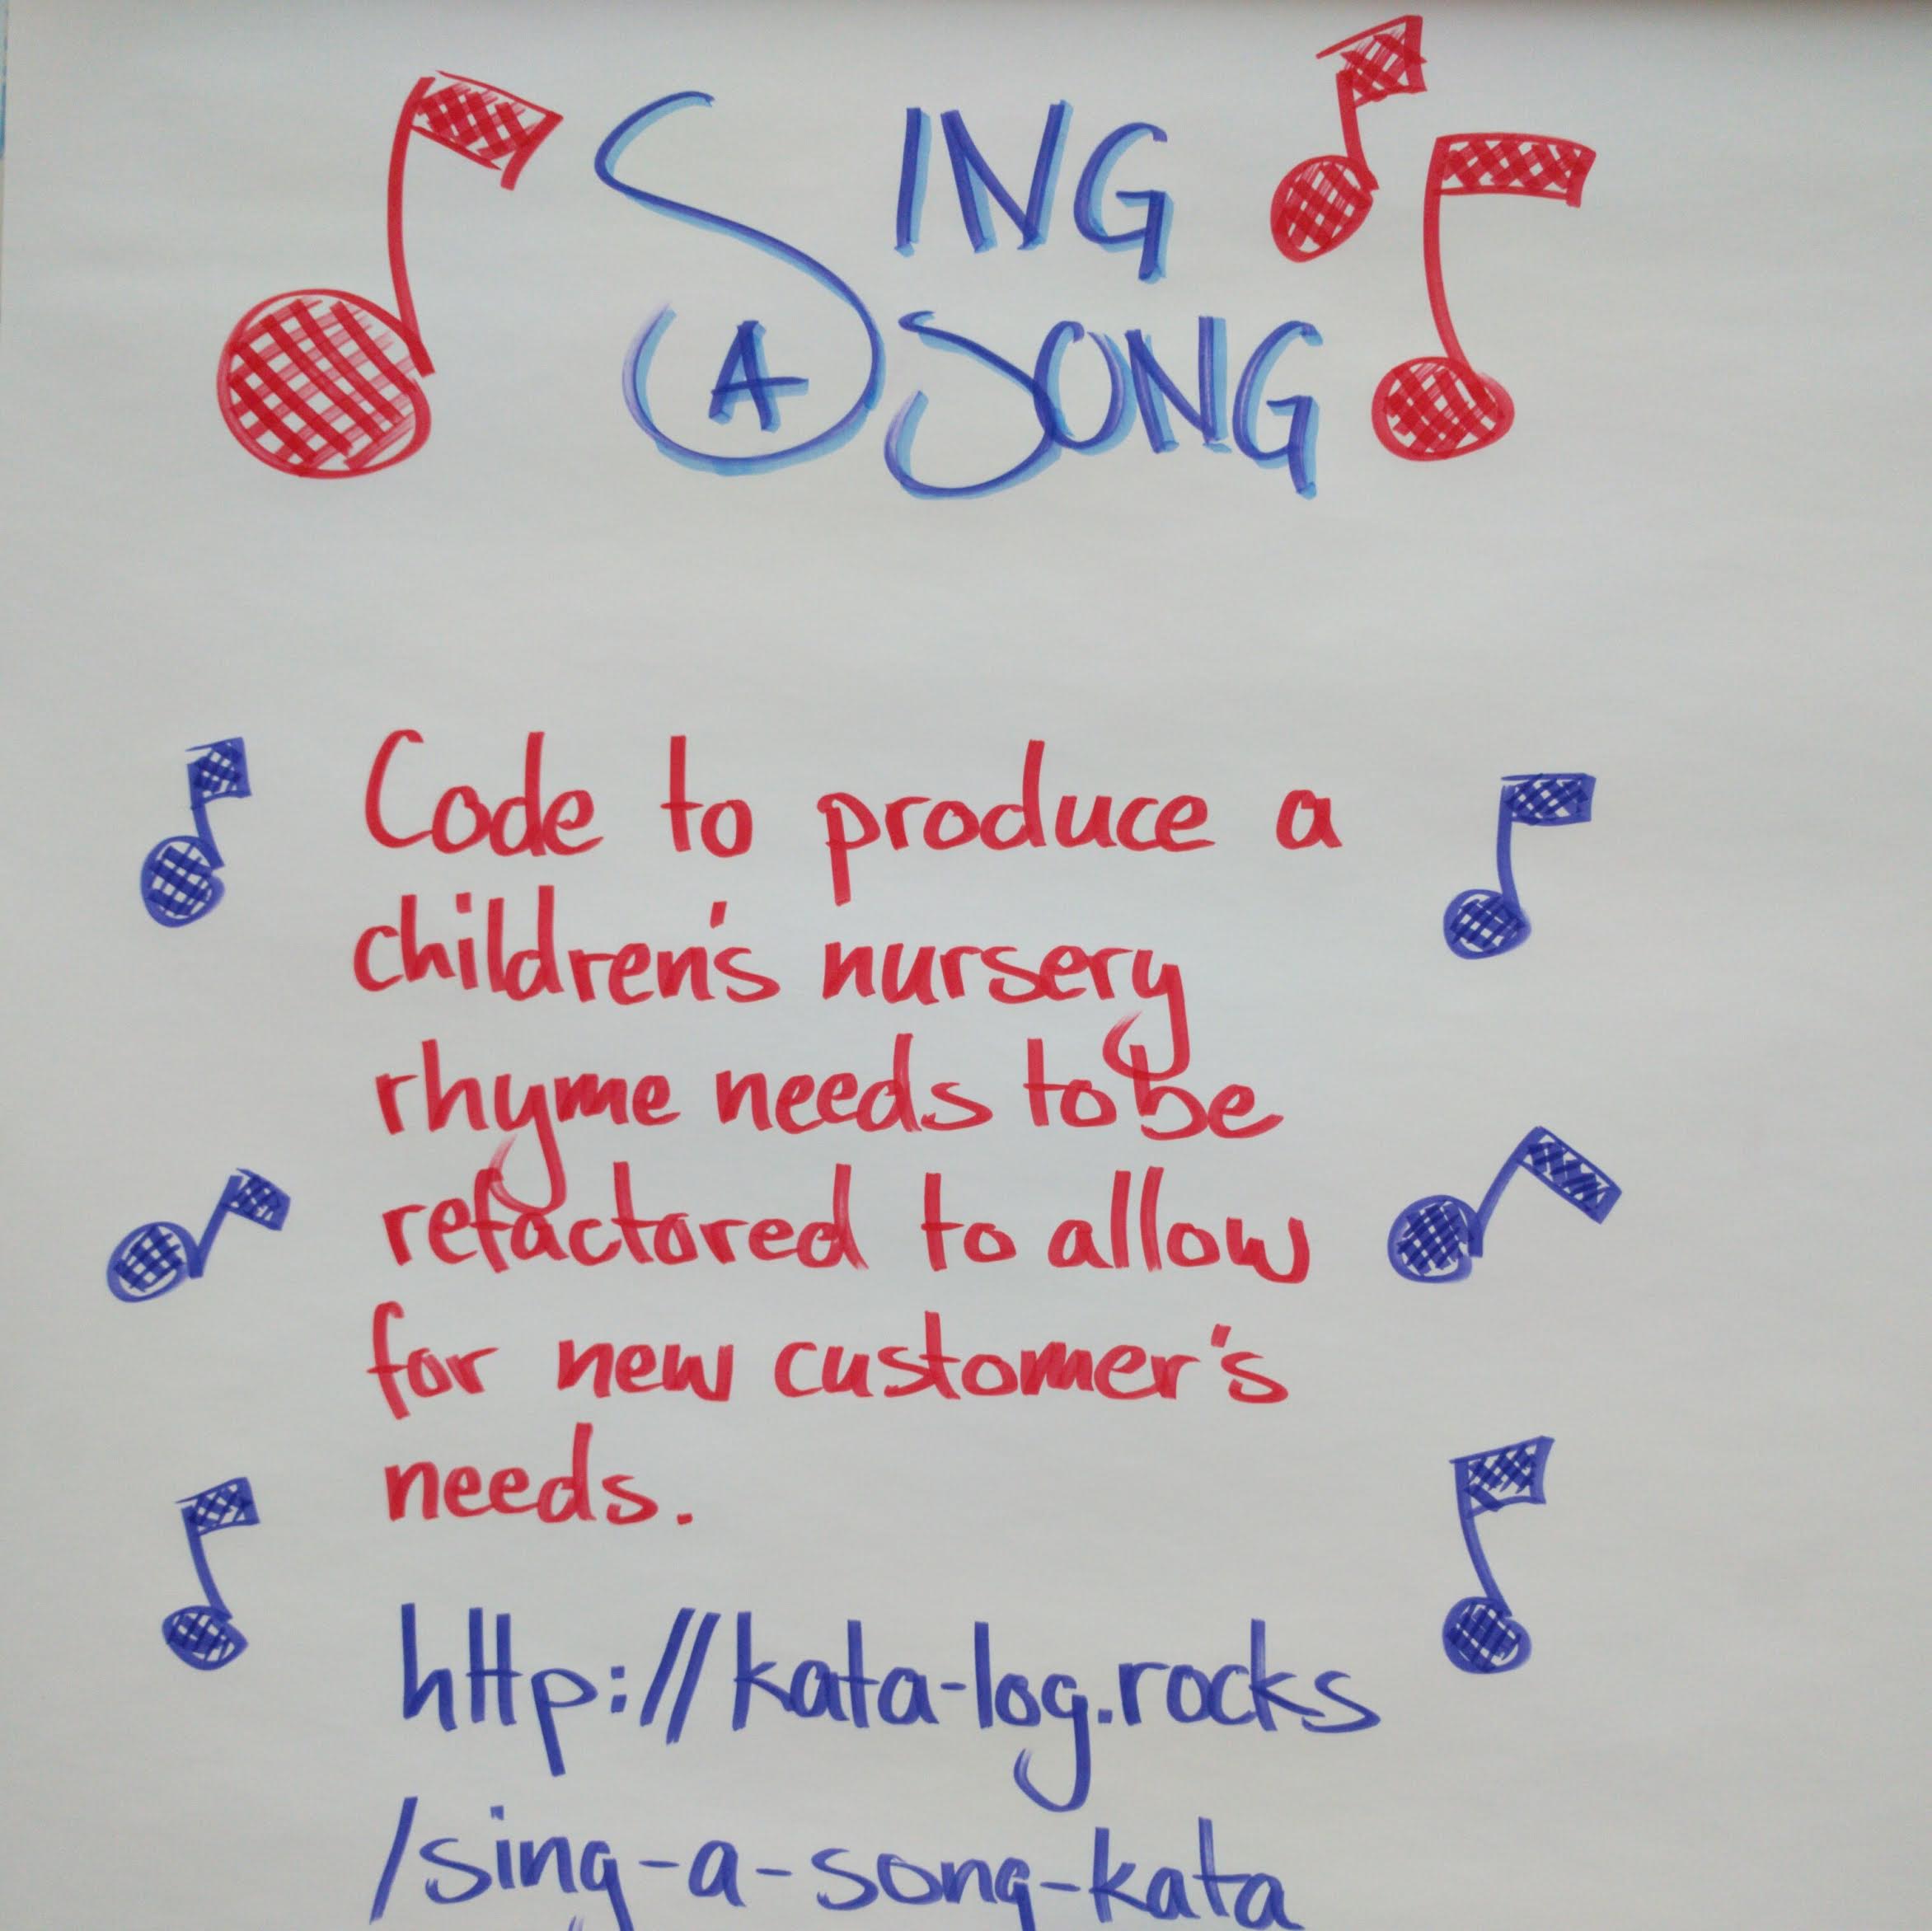 SING
A SONG
Code to produce a
children's nursery
rhyme needs to be
refactored to allow
for new customer's
needs.
http://kata-log.rocks
/sing-a-song-kata